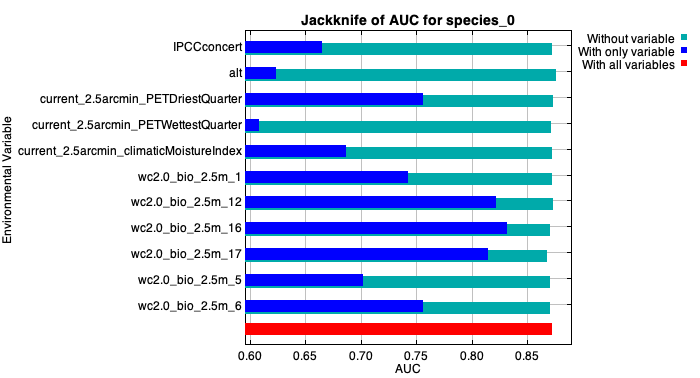 Jackknife of AUC for species_0
Without variable
With only variable
With all variables
Environmental Variable
IPCCconcert
alt
current_2.5arcmin_PETDriestQuarter
current_2.5arcmin_PETWettestQuarter
current_2.5arcmin_climaticMoistureIndex
wc2.0_bio_2.5m_1
wc2.0_bio_2.5m_12
wc2.0_bio_2.5m_16
wc2.0_bio_2.5m_17
wc2.0_bio_2.5m_5
wc2.0_bio_2.5m_6
0.60 0.65 0.70 0.75 0.80 0.85
AUC